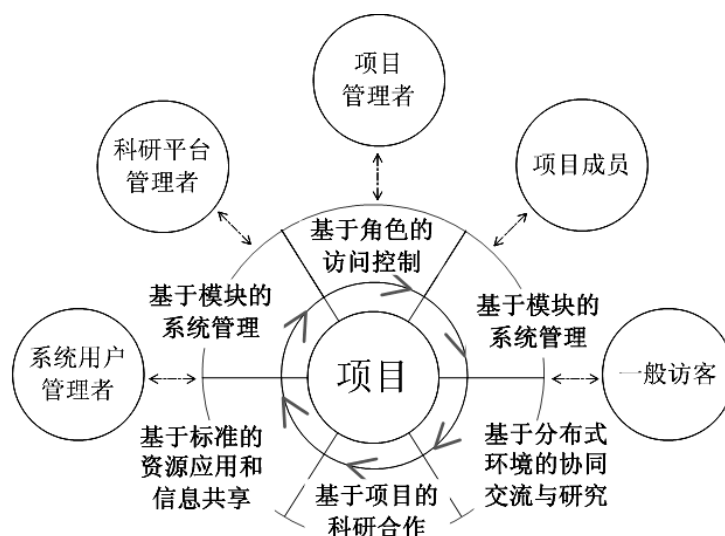 项目
管理者
科研平台
管理者
项目成员
基于角色的
访问控制
基于模块的
系统管理
基于模块的
系统管理
系统用户
管理者
项目
一般访客
基于标准的
资源应用和
信息共享
基于分布式
环境的协同
交流与研究
基于项目的
科研合作